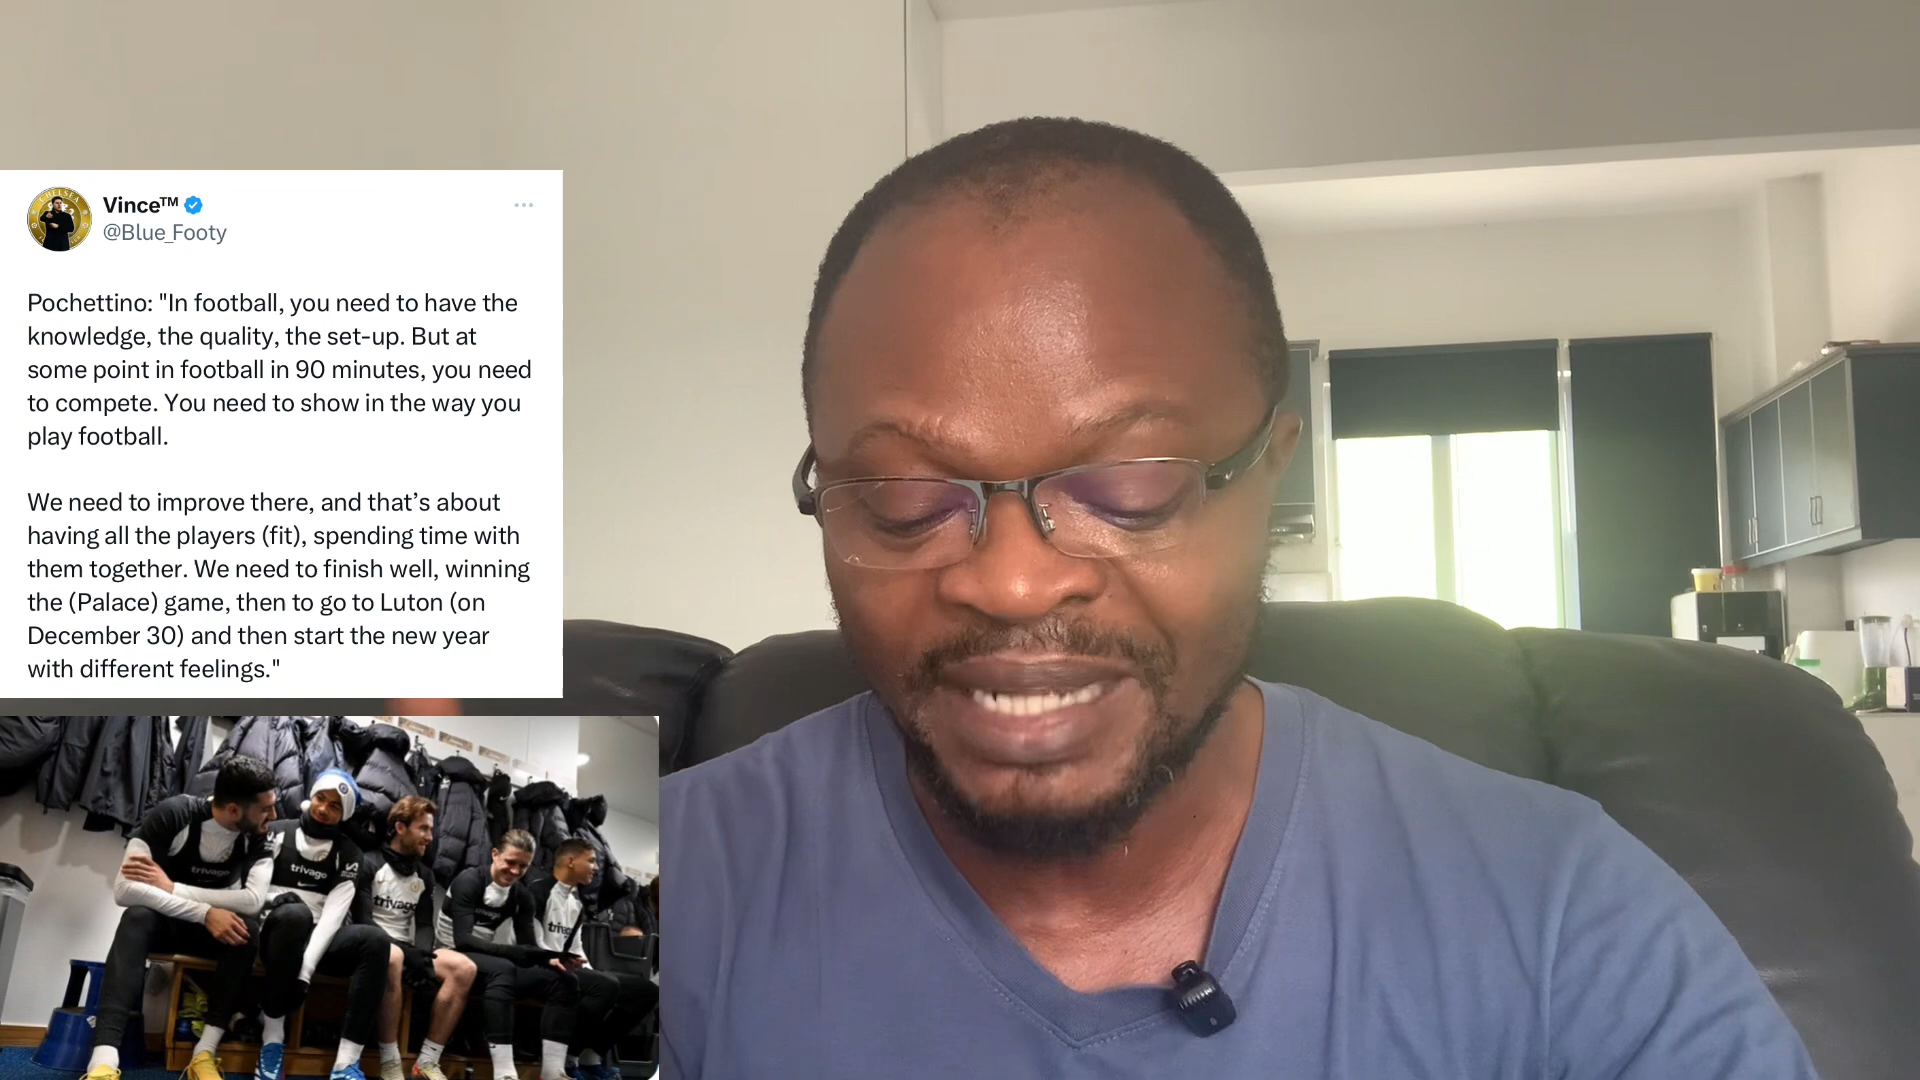 Vince™
@Blue_Footy
Pochettino: "In football, you need to have the
knowledge, the quality, the set-up. But at
some point in football in 90 minutes, you need
to compete. You need to show in the way you
play football.
We need to improve there, and that’s about
having all the players (fit), spending time with
them together. We need to finish well, winning
the (Palace) game, then to go to Luton (on
December 30) and then start the new year
with different feelings."
trivago
trivago
trivago